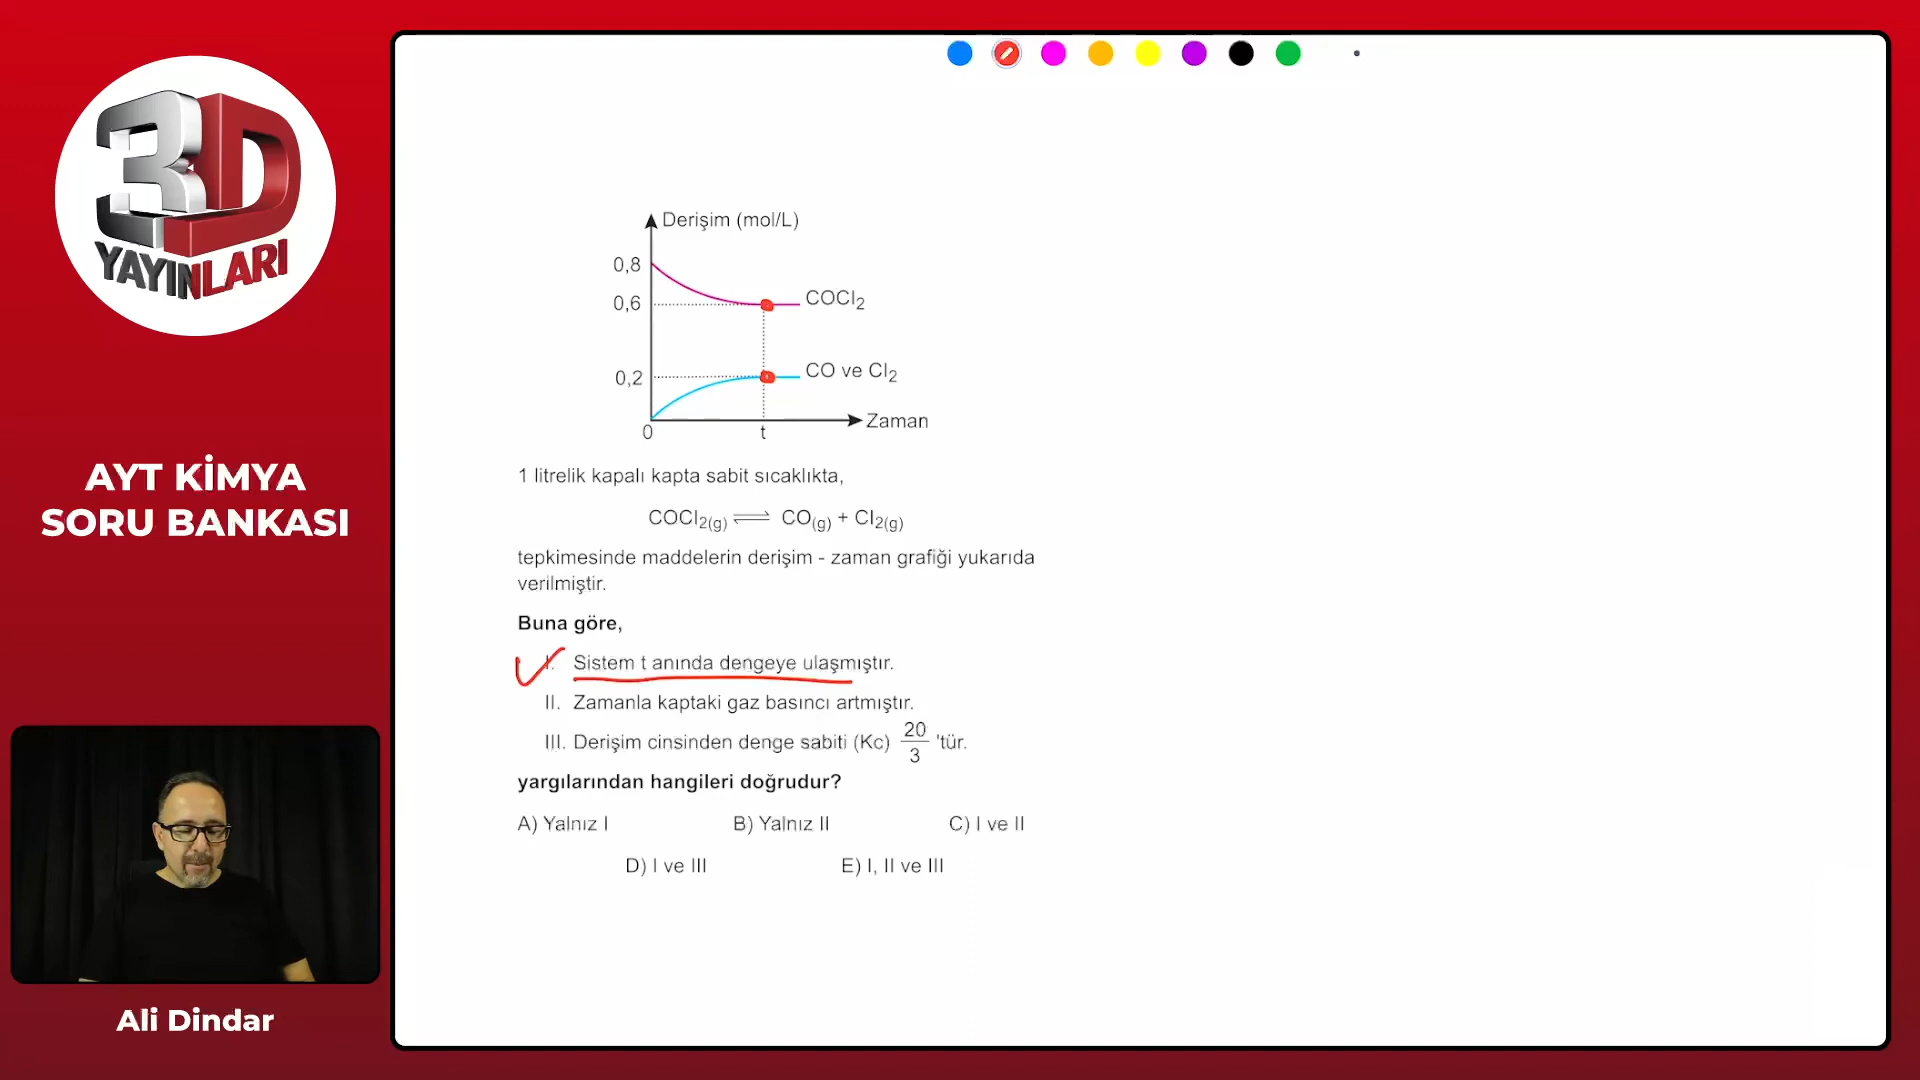 3D
YAYINLARI
AYT KİMYA
SORU BANKASI
Ali Dindar
Derişim (mol/L)
0,8
0,6
COCl2
0,2
CO ve Cl2
0
t
Zaman
1 litrelik kapalı kapta sabit sıcaklıkta,
COCl2(g) ⇌ CO(g) + Cl2(g)
tepkimesinde maddelerin derişim - zaman grafiği yukarıda
verilmiştir.
Buna göre,
I. Sistem t anında dengeye ulaşmıştır.
II. Zamanla kaptaki gaz basıncı artmıştır.
III. Derişim cinsinden denge sabiti (Kc) 20/3 'tür.
yargılarından hangileri doğrudur?
A) Yalnız I B) Yalnız II C) I ve II
D) I ve III E) I, II ve III